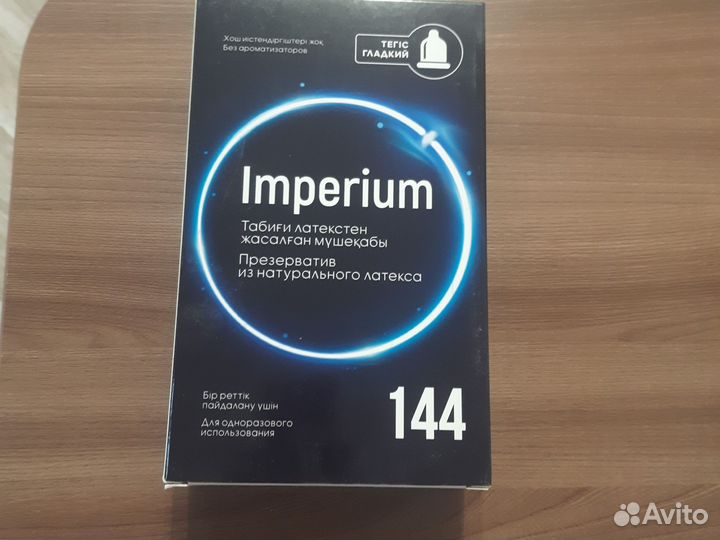 Хош иістендіргіштері жоқ
Без ароматизаторов
ТЕГІС
ГЛАДКИЙ
Imperium
Табиғи латекстен
жасалған мүшеқабы
Презерватив
из натурального латекса
Бір реттік
пайдалану үшін
Для одноразового
использования
144
Avito